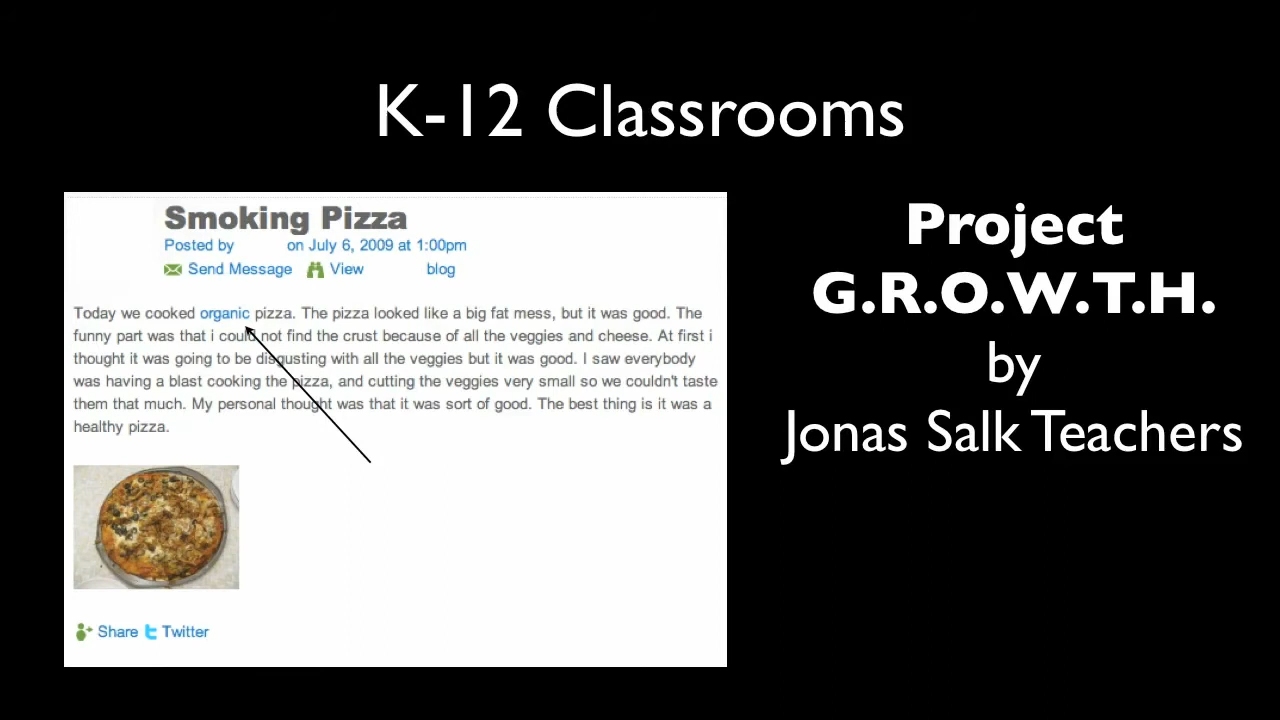 K-12 Classrooms
Smoking Pizza
Posted by on July 6, 2009 at 1:00pm
Send Message View blog
Today we cooked organic pizza. The pizza looked like a big fat mess, but it was good. The
funny part was that i could not find the crust because of all the veggies and cheese. At first i
thought it was going to be disgusting with all the veggies but it was good. I saw everybody
was having a blast cooking the pizza, and cutting the veggies very small so we couldn't taste
them that much. My personal thought was that it was sort of good. The best thing is it was a
healthy pizza.
Share Twitter
Project
G.R.O.W.T.H.
by
Jonas Salk Teachers